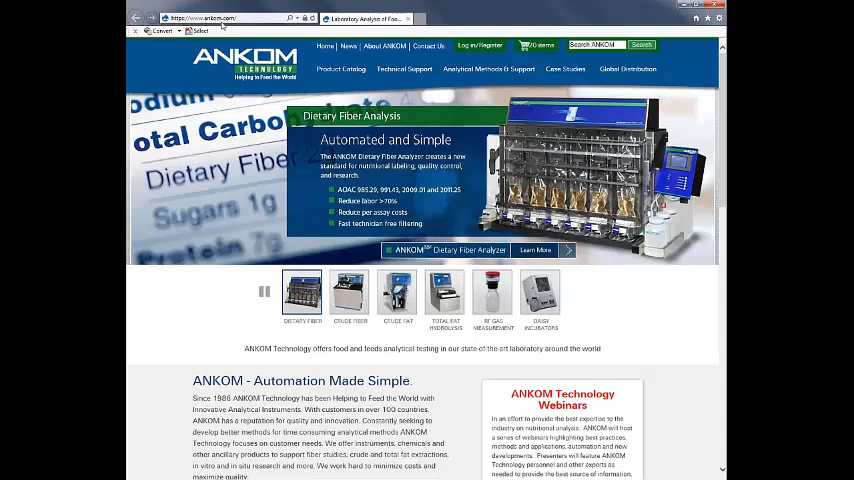 https://www.ankom.com/
Laboratory Analysis of Foo...
Convert
Select
Home | News | About ANKOM | Contact Us
Log in/Register
20 items
Search ANKOM
Search
ANKOM
TECHNOLOGY
Helping to Feed the World
Product Catalog | Technical Support | Analytical Methods & Support | Case Studies | Global Distribution
odium
otal Carbohydrate 4
Dietary Fiber 2
Sugars 1g
Protein 7g
Dietary Fiber Analysis
Automated and Simple
The ANKOM Dietary Fiber Analyzer creates a new
standard for nutritional labeling, quality control,
and research.
AOAC 985.29, 991.43, 2009.01 and 2011.25
Reduce labor >70%
Reduce per assay costs
Fast technician free filtering
ANKOM Dietary Fiber Analyzer
Learn More
DIETARY FIBER
CRUDE FIBER
CRUDE FAT
TOTAL FAT
HYDROLYSIS
RF GAS
MEASUREMENT
DAISY
INCUBATORS
ANKOM Technology offers food and feeds analytical testing in our state-of-the-art laboratory around the world
ANKOM - Automation Made Simple.
Since 1986 ANKOM Technology has been Helping to Feed the World with
Innovative Analytical Instruments. With customers in over 100 countries,
ANKOM has a reputation for quality and innovation. Constantly seeking to
develop better methods for time consuming analytical methods ANKOM
Technology focuses on customer needs. We offer instruments, chemicals and
other ancillary products to support fiber studies, crude and total fat extractions,
in vitro and in situ research and more. We work hard to minimize costs and
maximize quality.
ANKOM Technology
Webinars
In an effort to provide the best expertise to the
industry on nutritional analysis. ANKOM will host
a series of webinars highlighting best practices,
methods and applications, automation and new
developments. Presenters will feature ANKOM
Technology personnel and other experts as
needed to provide the best source of information.